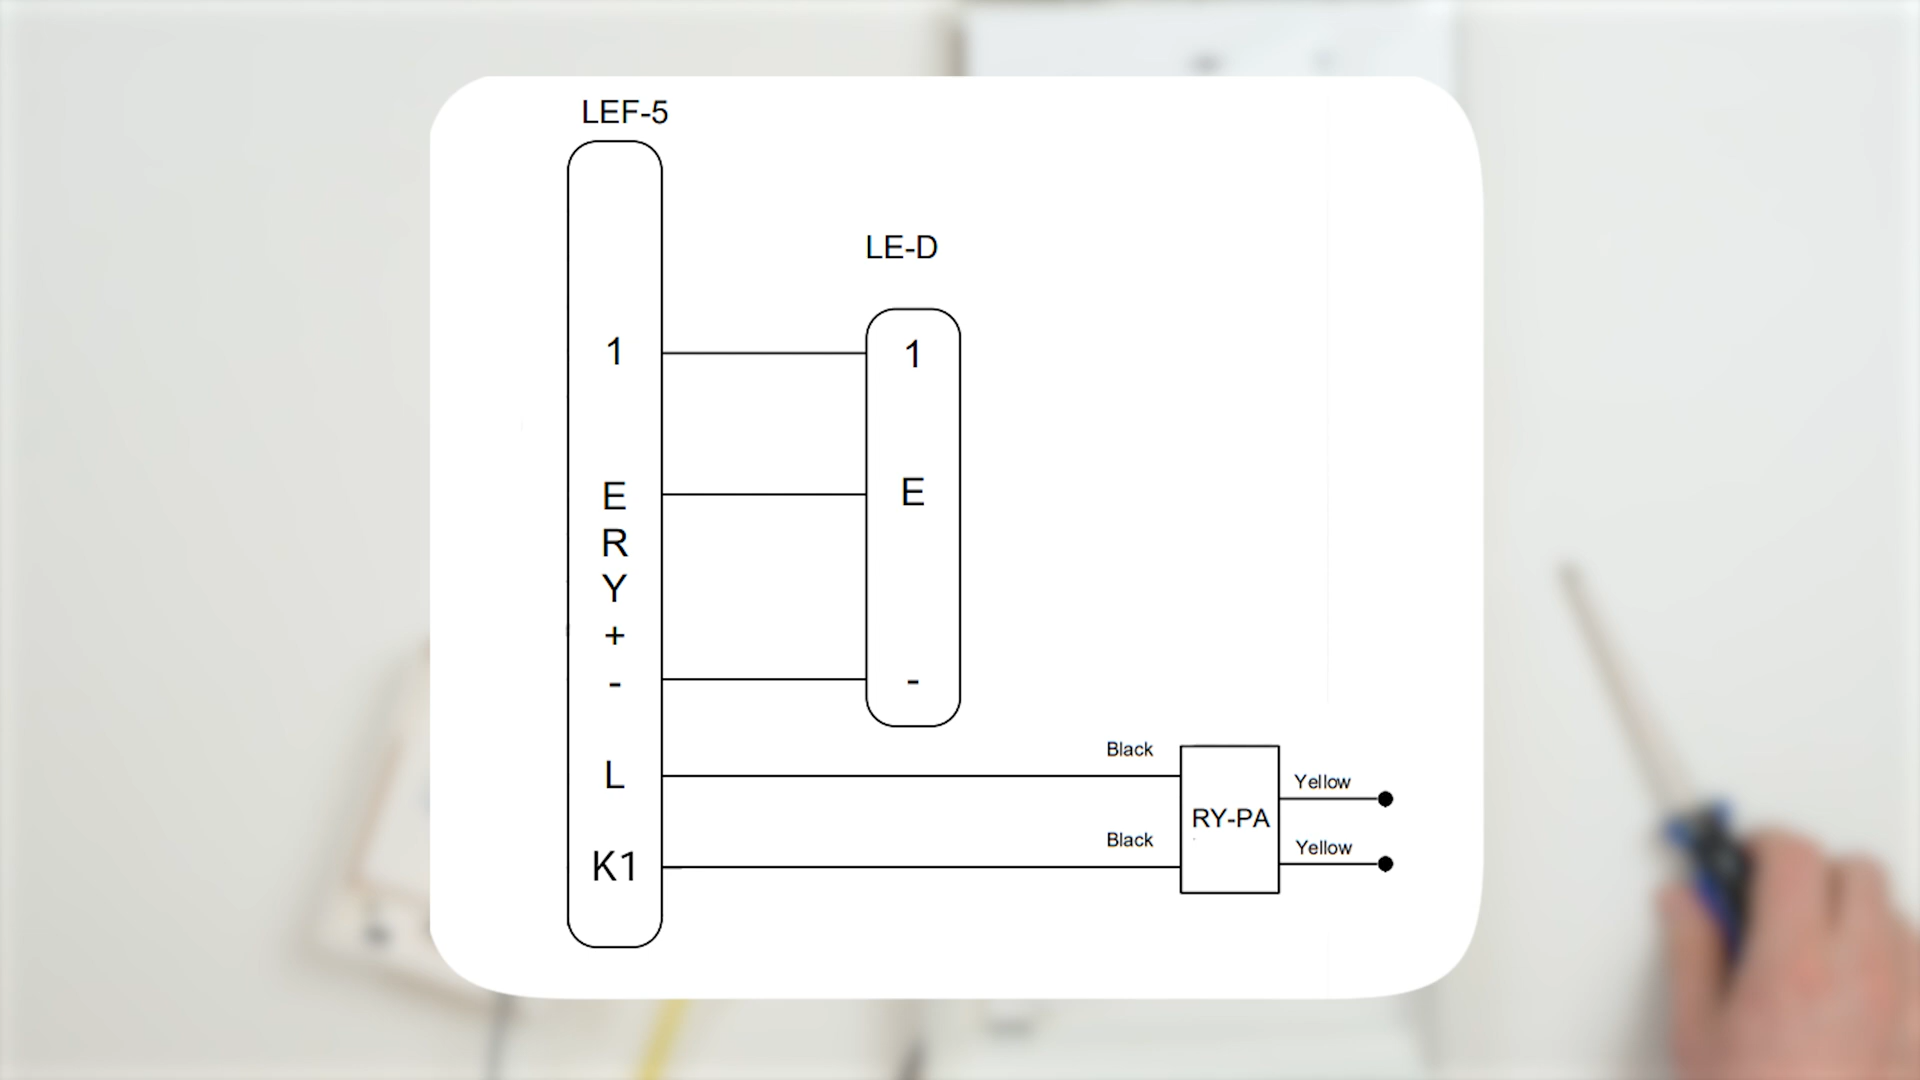 LEF-5
LE-D
1
1
E
E
R
Y
+
-
-
Black
L
Yellow
RY-PA
Black
Yellow
K1